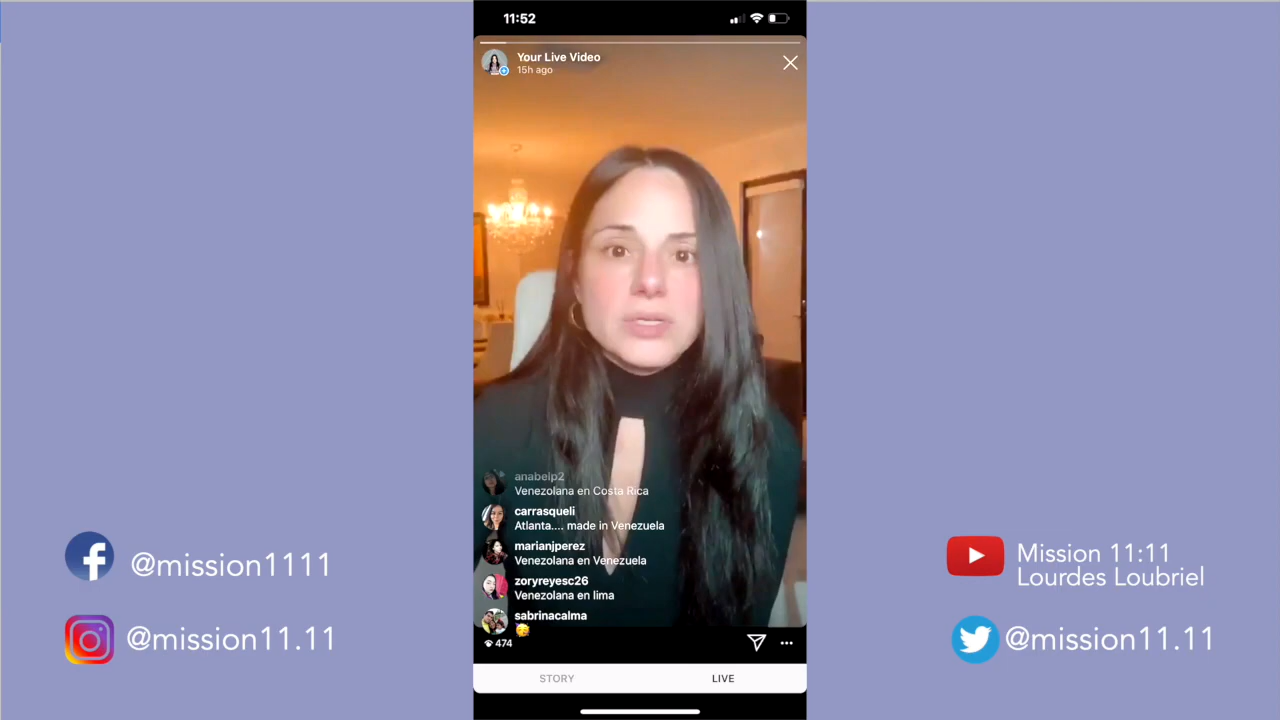 11:52
Your Live Video
15h ago
anabelp2
Venezolana en Costa Rica
carrasqueli
Atlanta.... made in Venezuela
marianjperez
Venezolana en Venezuela
zoryreyesc26
Venezolana en lima
sabrinacalma
474
STORY LIVE
@mission1111
@mission11.11
Mission 11:11
Lourdes Loubriel
@mission11.11